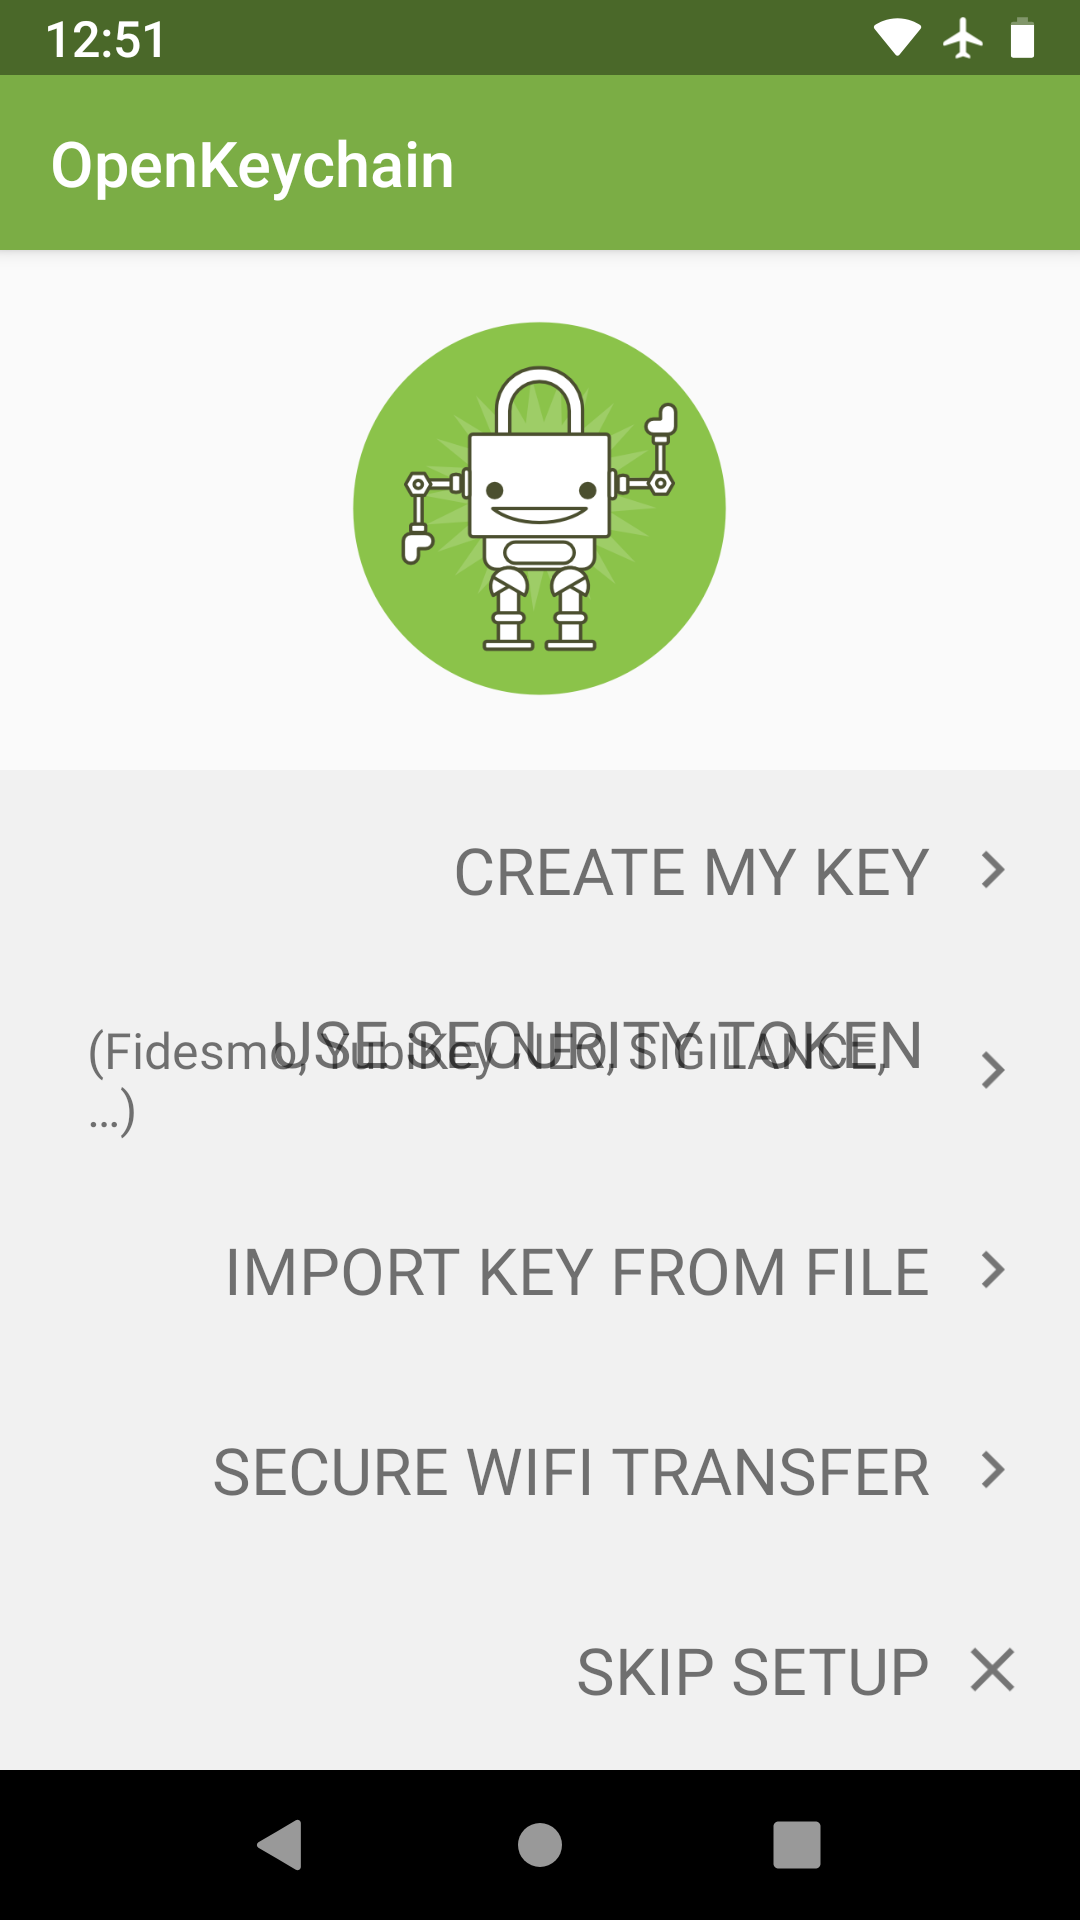 12:51
OpenKeychain
CREATE MY KEY
USE SECURITY TOKEN
(Fidesmo, YubiKey NEO, SIGILANCE,
…)
IMPORT KEY FROM FILE
SECURE WIFI TRANSFER
SKIP SETUP